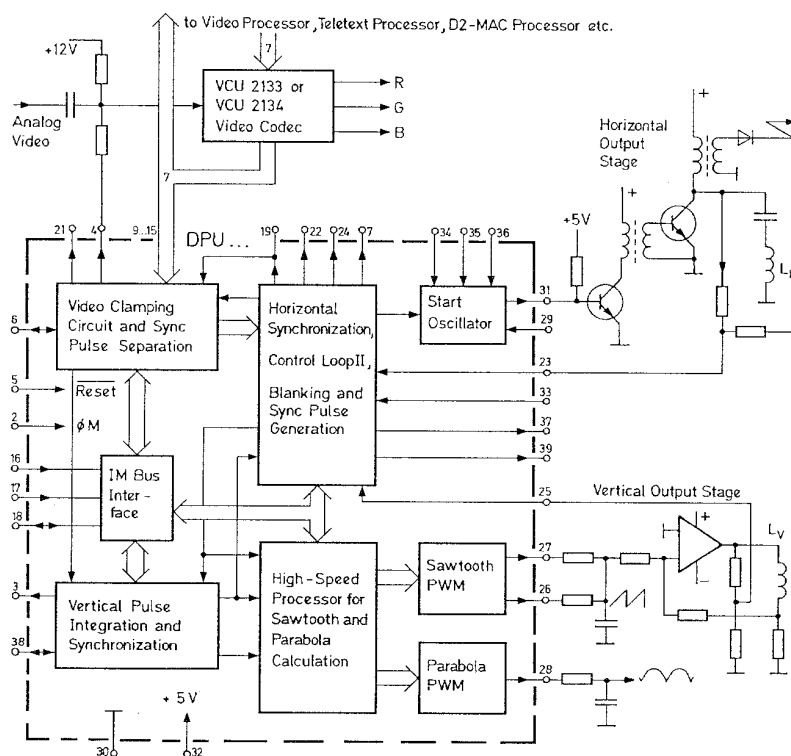 to Video Processor, Teletext Processor, D2-MAC Processor etc.
+12V
7
VCU 2133 or
VCU 2134
Video Codec
R
G
B
Analog
Video
Horizontal
Output
Stage
+
+
7
+5V
21
4
9...15
DPU ...
19
22
24
7
34
35
36
31
29
23
33
37
39
25
27
26
28
6
5
2
16
17
18
3
38
30
32
Video Clamping
Circuit and Sync
Pulse Separation
Horizontal
Synchronization,
Control Loop II,
Blanking and
Sync Pulse
Generation
Start
Oscillator
Reset
ϕM
IM Bus
Inter-
face
Vertical Output Stage
+
-
LV
Vertical Pulse
Integration and
Synchronization
High-Speed
Processor for
Sawtooth and
Parabola
Calculation
Sawtooth
PWM
Parabola
PWM
+ 5V